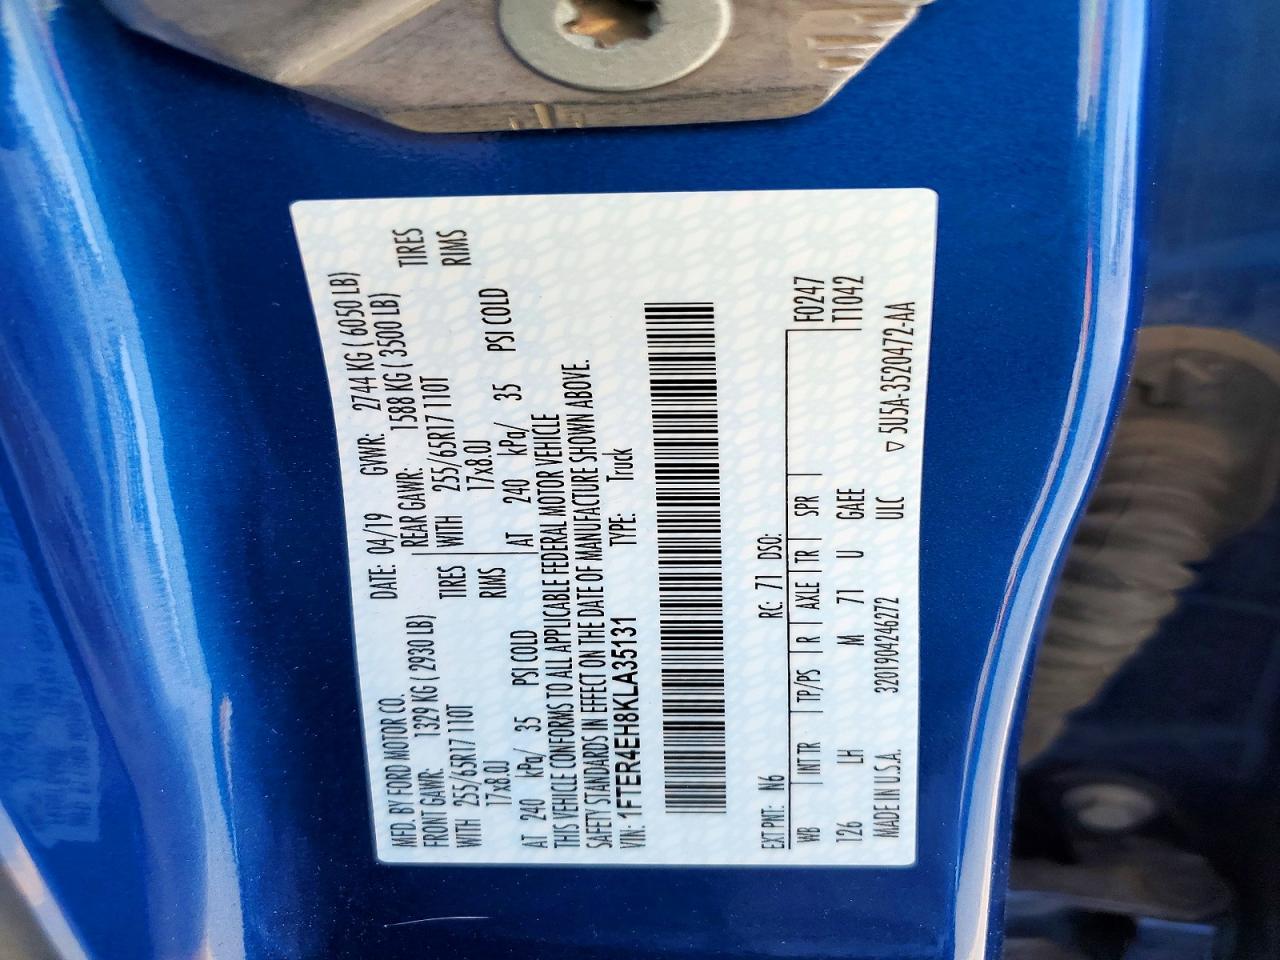 MFD. BY FORD MOTOR CO.
DATE: 04/19 GVWR: 2744 KG ( 6050 LB)
FRONT GAWR: 1329 KG ( 2930 LB) REAR GAWR: 1588 KG ( 3500 LB)
WITH 255/65R17 110T TIRES WITH 255/65R17 110T TIRES
17x8.0J RIMS 17x8.0J RIMS
AT 240 kPa/ 35 PSI COLD AT 240 kPa/ 35 PSI COLD
THIS VEHICLE CONFORMS TO ALL APPLICABLE FEDERAL MOTOR VEHICLE
SAFETY STANDARDS IN EFFECT ON THE DATE OF MANUFACTURE SHOWN ABOVE.
VIN: 1FTER4EH8KLA35131 TYPE: Truck
EXT PNT: N6 RC: 71 DSO:
WB INT TR TP/PS R AXLE TR SPR F0247
126 LH M 71 U GAEE T1042
MADE IN U.S.A. 3201904246272 ULC ▽ 5U5A-3520472-AA